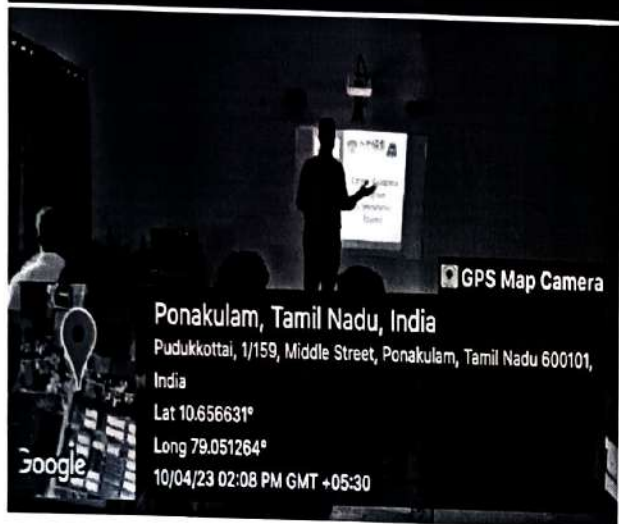 GPS Map Camera
Ponakulam, Tamil Nadu, India
Pudukkottai, 1/159, Middle Street, Ponakulam, Tamil Nadu 600101,
India
Lat 10.656631°
Long 79.051264°
10/04/23 02:08 PM GMT +05:30
Google